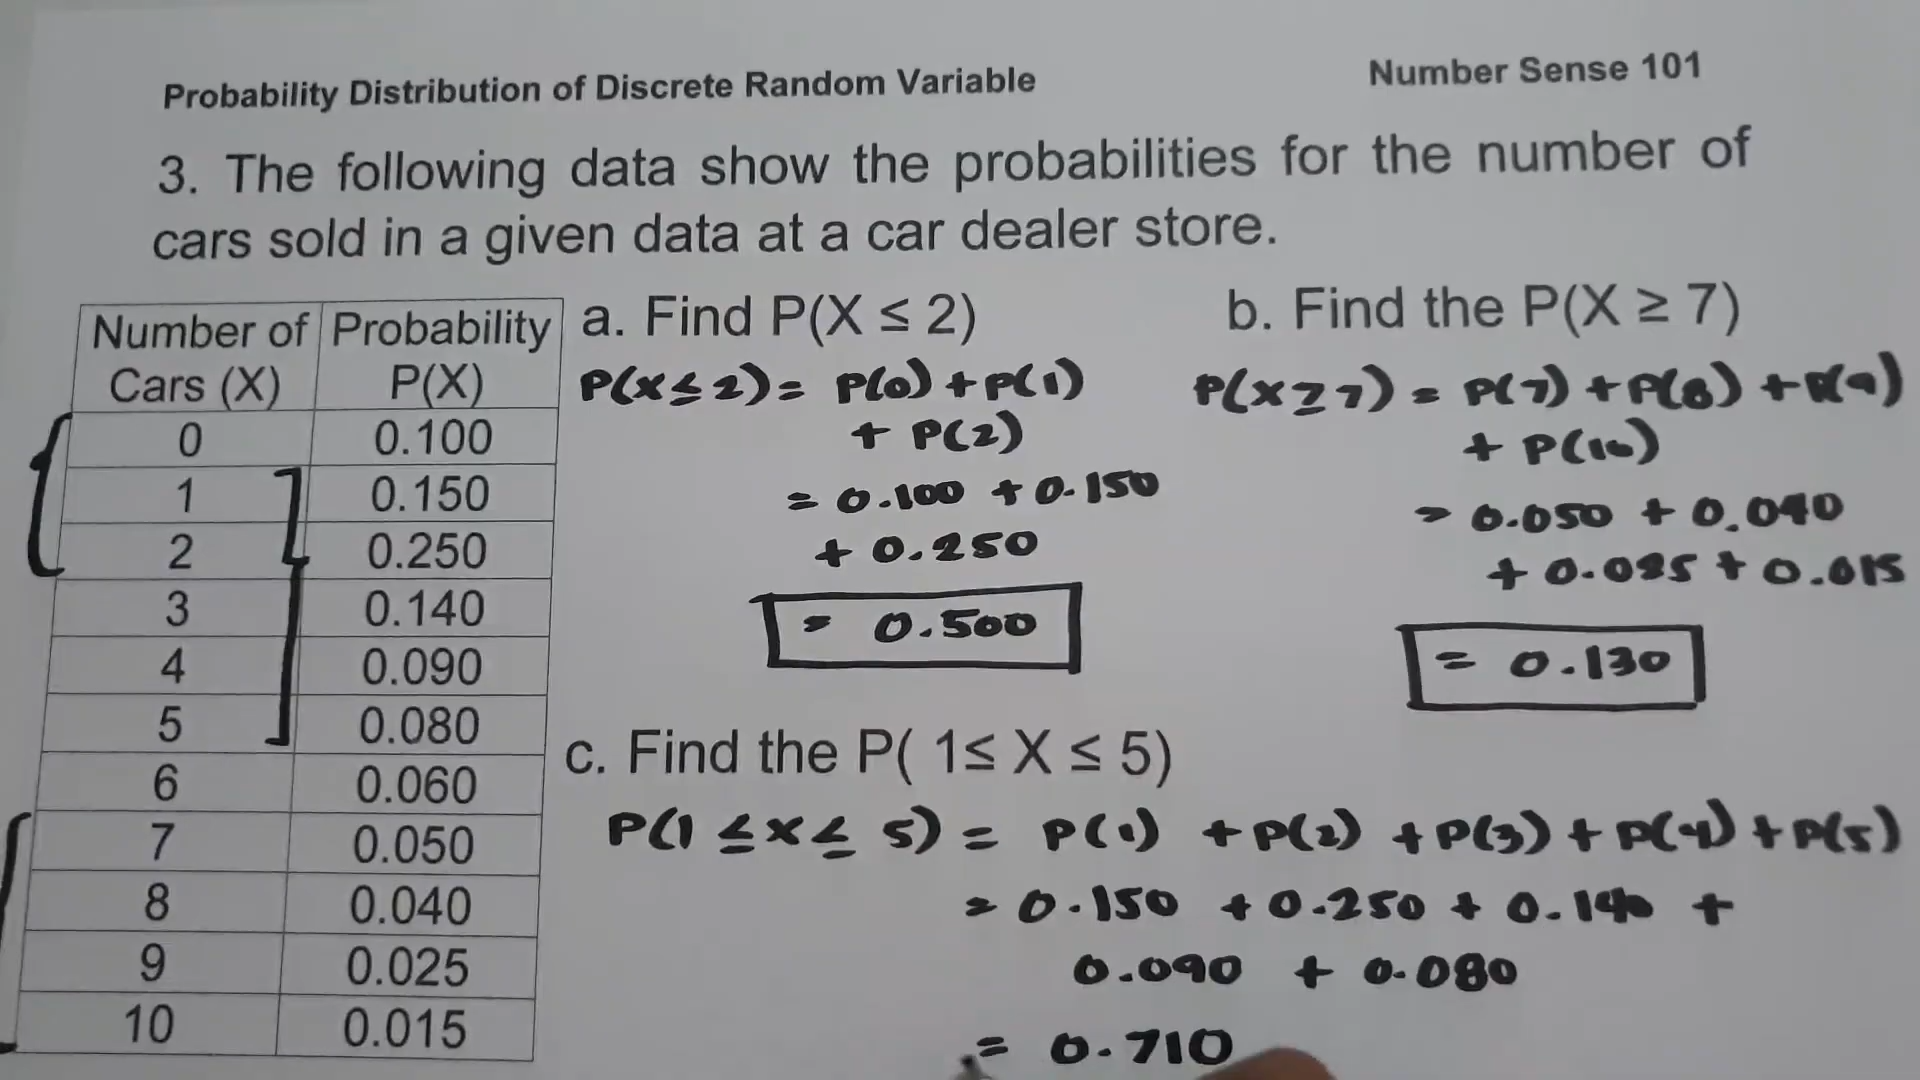 Probability Distribution of Discrete Random Variable
Number Sense 101
3. The following data show the probabilities for the number of
cars sold in a given data at a car dealer store.
Number of Cars (X) Probability P(X)
0 0.100
1 0.150
2 0.250
3 0.140
4 0.090
5 0.080
6 0.060
7 0.050
8 0.040
9 0.025
10 0.015
a. Find P(X ≤ 2)
P(X ≤ 2) = P(0) + P(1)
+ P(2)
= 0.100 + 0.150
+ 0.250
= 0.500
b. Find the P(X ≥ 7)
P(X ≥ 7) = P(7) + P(8) + P(9)
+ P(10)
= 0.050 + 0.040
+ 0.025 + 0.015
= 0.130
c. Find the P( 1≤ X ≤ 5)
P(1 ≤ X ≤ 5) = P(1) + P(2) + P(3) + P(4) + P(5)
= 0.150 + 0.250 + 0.140 +
0.090 + 0.080
= 0.710